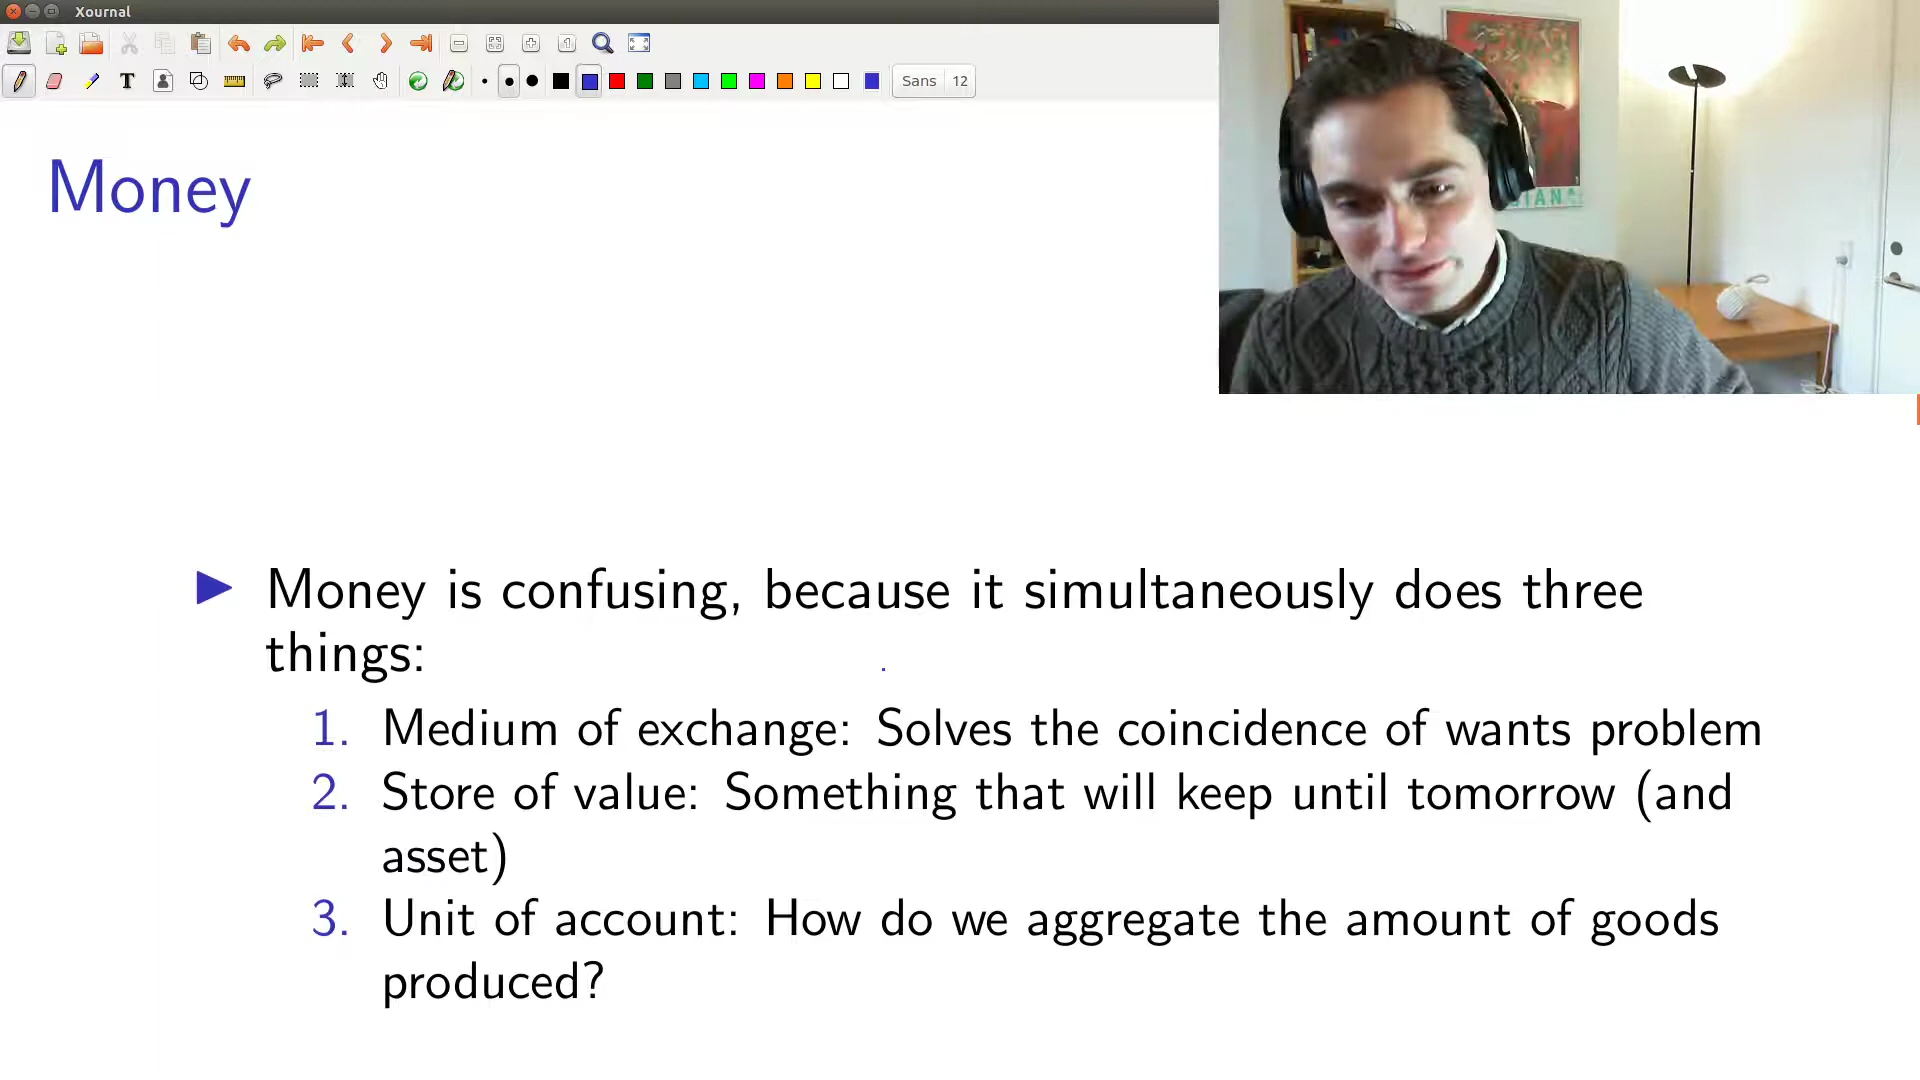 Xournal
T
Sans 12
Money
IAN
Money is confusing, because it simultaneously does three
things:
1. Medium of exchange: Solves the coincidence of wants problem
2. Store of value: Something that will keep until tomorrow (and
asset)
3. Unit of account: How do we aggregate the amount of goods
produced?